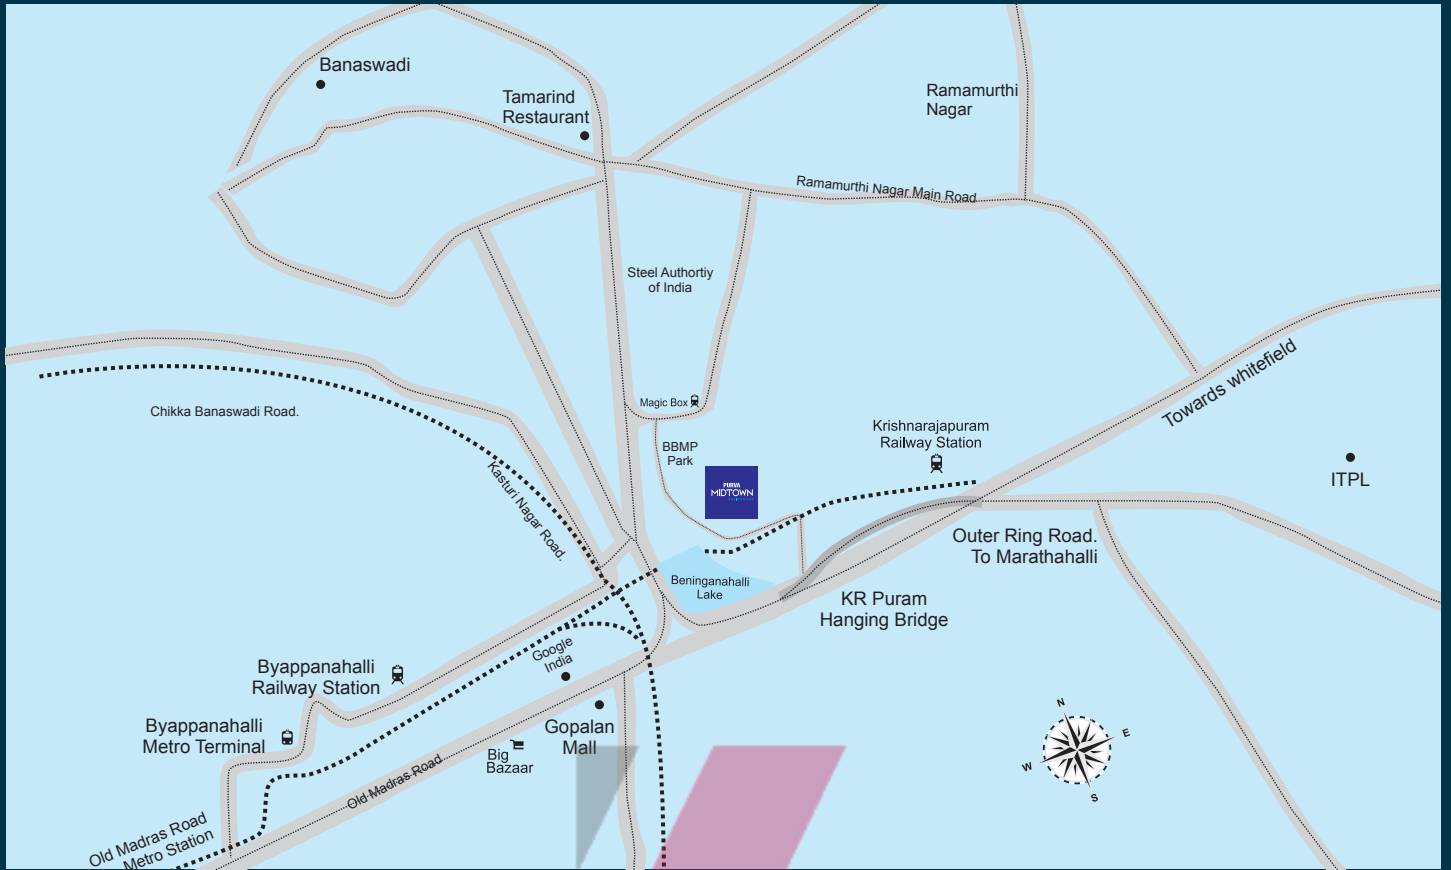 Banaswadi
Tamarind
Restaurant
Ramamurthi
Nagar
Ramamurthi Nagar Main Road
Steel Authortiy
of India
Magic Box
BBMP
Park
PURVA
MIDTOWN
Krishnarajapuram
Railway Station
Towards whitefield
ITPL
Chikka Banaswadi Road.
Kasturi Nagar Road.
Outer Ring Road.
To Marathahalli
Beninganahalli
Lake
KR Puram
Hanging Bridge
Google
India
Byappanahalli
Railway Station
Byappanahalli
Metro Terminal
Gopalan
Mall
Big
Bazaar
Old Madras Road
Old Madras Road
Metro Station
N
E
W
S